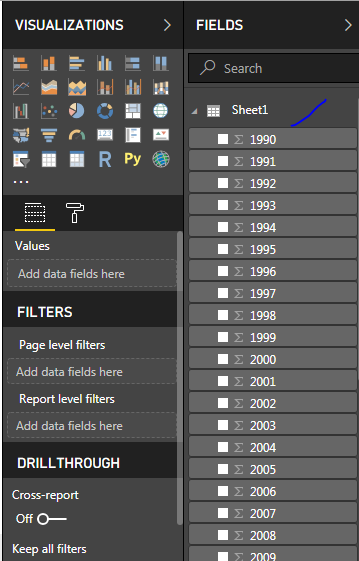 VISUALIZATIONS
R Py
...
Values
Add data fields here
FILTERS
Page level filters
Add data fields here
Report level filters
Add data fields here
DRILLTHROUGH
Cross-report
Off
Keep all filters
FIELDS
Search
Sheet1
Σ 1990
Σ 1991
Σ 1992
Σ 1993
Σ 1994
Σ 1995
Σ 1996
Σ 1997
Σ 1998
Σ 1999
Σ 2000
Σ 2001
Σ 2002
Σ 2003
Σ 2004
Σ 2005
Σ 2006
Σ 2007
Σ 2008
Σ 2009